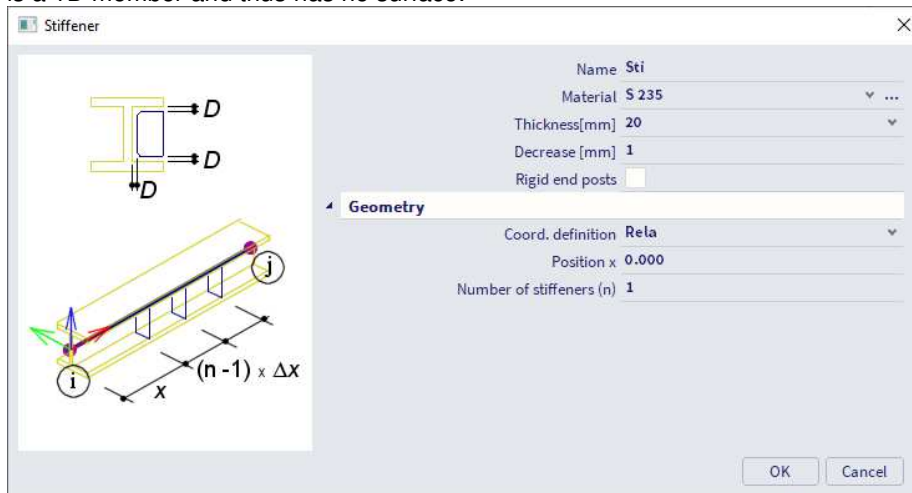 is a 1D member and thus has no surface.
Stiffener
D
D
D
i
j
x
(n -1) x Δx
Name Sti
Material S 235 ...
Thickness[mm] 20
Decrease [mm] 1
Rigid end posts
Geometry
Coord. definition Rela
Position x 0.000
Number of stiffeners (n) 1
OK Cancel